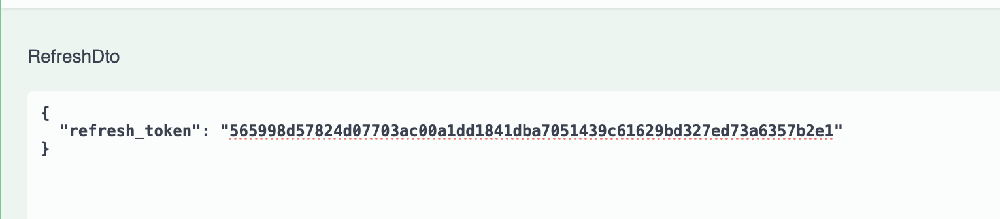 RefreshDto
{
"refresh_token": "565998d57824d07703ac00a1dd1841dba7051439c61629bd327ed73a6357b2e1"
}